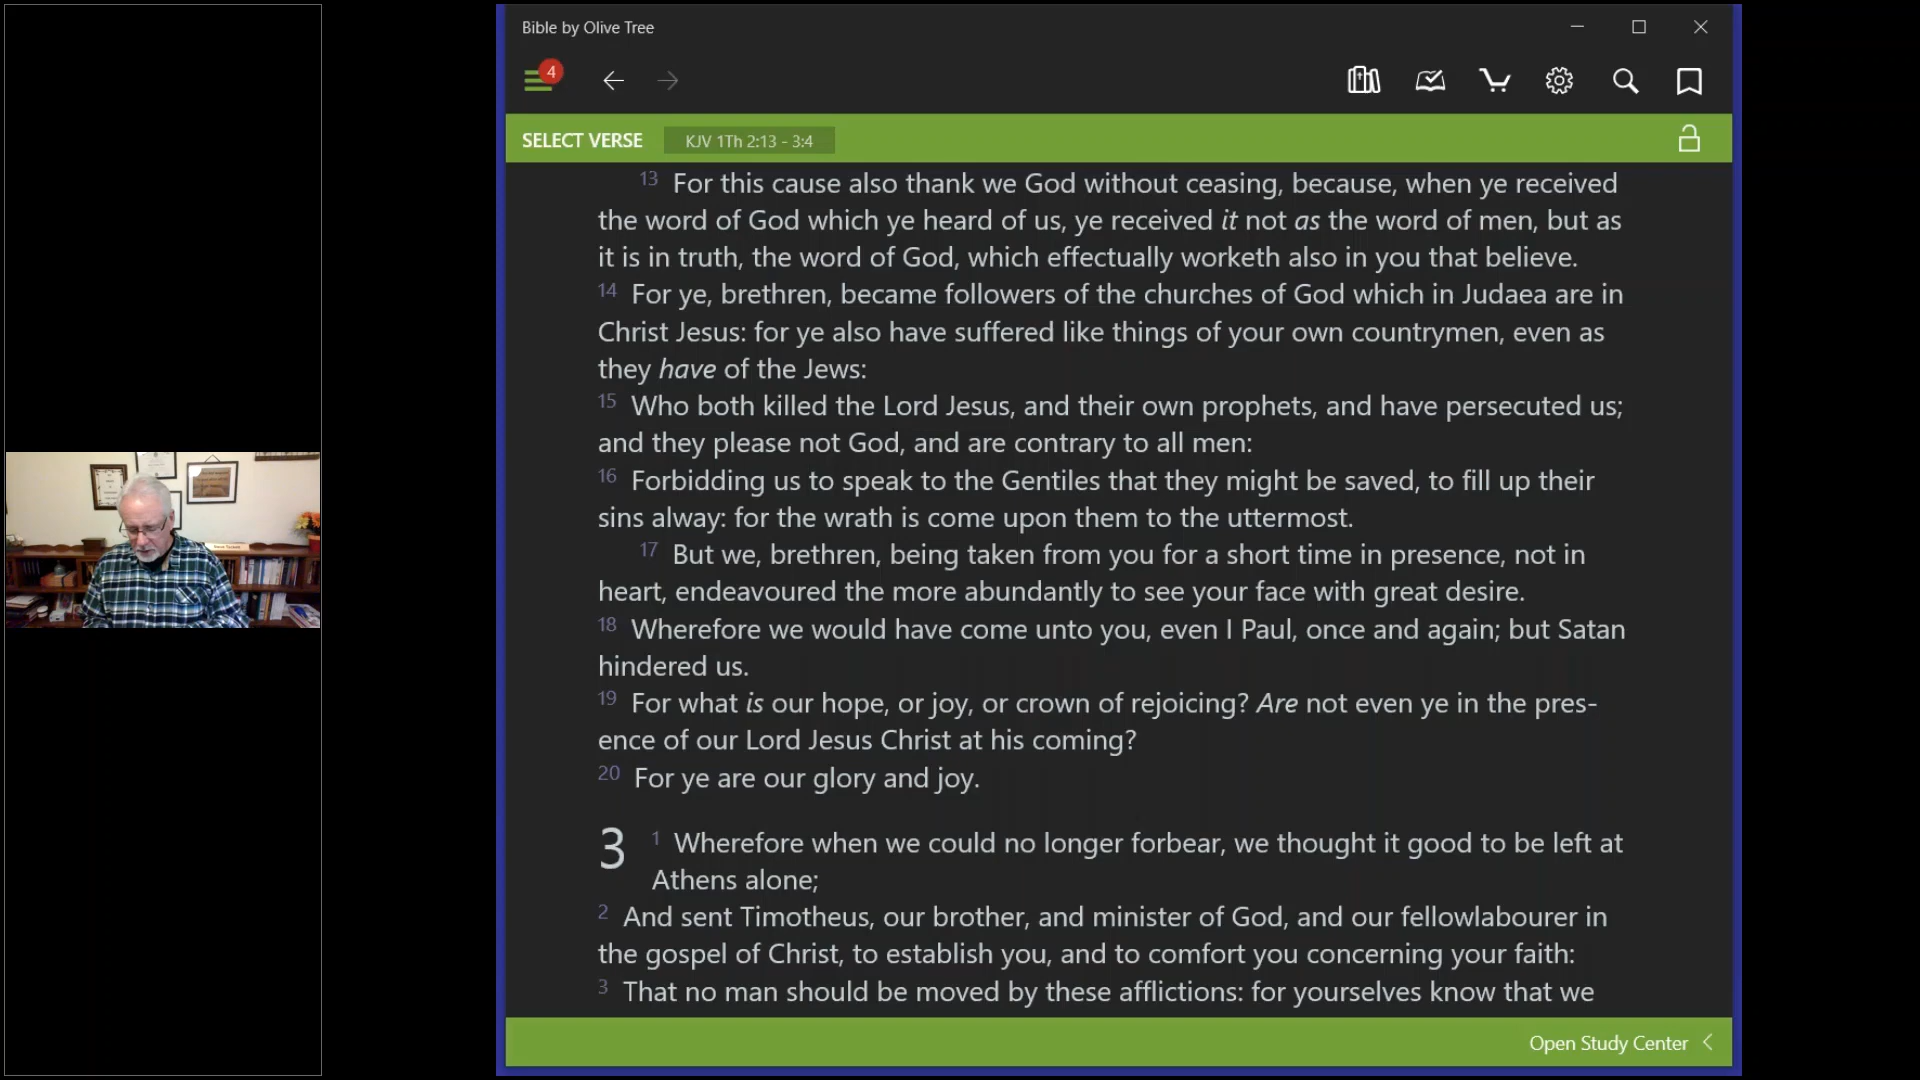 Bible by Olive Tree
4
SELECT VERSE KJV 1Th 2:13 - 3:4
13 For this cause also thank we God without ceasing, because, when ye received
the word of God which ye heard of us, ye received it not as the word of men, but as
it is in truth, the word of God, which effectually worketh also in you that believe.
14 For ye, brethren, became followers of the churches of God which in Judaea are in
Christ Jesus: for ye also have suffered like things of your own countrymen, even as
they have of the Jews:
15 Who both killed the Lord Jesus, and their own prophets, and have persecuted us;
and they please not God, and are contrary to all men:
16 Forbidding us to speak to the Gentiles that they might be saved, to fill up their
sins alway: for the wrath is come upon them to the uttermost.
17 But we, brethren, being taken from you for a short time in presence, not in
heart, endeavoured the more abundantly to see your face with great desire.
18 Wherefore we would have come unto you, even I Paul, once and again; but Satan
hindered us.
19 For what is our hope, or joy, or crown of rejoicing? Are not even ye in the pres-
ence of our Lord Jesus Christ at his coming?
20 For ye are our glory and joy.
3 1 Wherefore when we could no longer forbear, we thought it good to be left at
Athens alone;
2 And sent Timotheus, our brother, and minister of God, and our fellowlabourer in
the gospel of Christ, to establish you, and to comfort you concerning your faith:
3 That no man should be moved by these afflictions: for yourselves know that we
Open Study Center